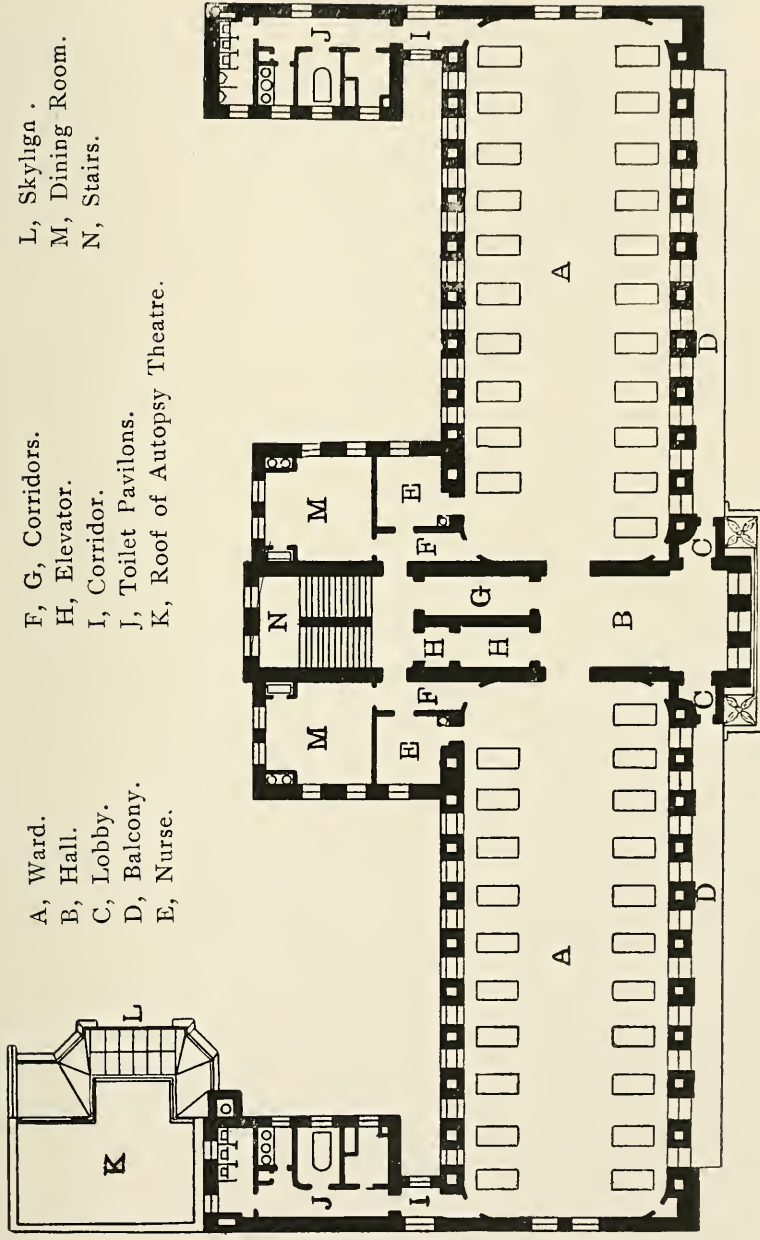 A, Ward.
B, Hall.
C, Lobby.
D, Balcony.
E, Nurse.
F, G, Corridors.
H, Elevator.
I, Corridor.
J, Toilet Pavilons.
K, Roof of Autopsy Theatre.
L, Skylign .
M, Dining Room.
N, Stairs.
K
L
N
M
M
J
J
E
E
I
F
H
F
I
G
H
A
A
B
C
C
D
D